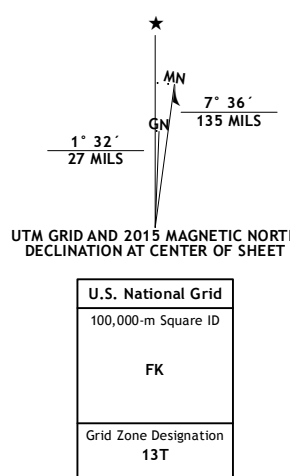 ★
MN
7° 36´
135 MILS
GN
1° 32´
27 MILS
UTM GRID AND 2015 MAGNETIC NORT
DECLINATION AT CENTER OF SHEET
U.S. National Grid
100,000-m Square ID
FK
Grid Zone Designation
13T